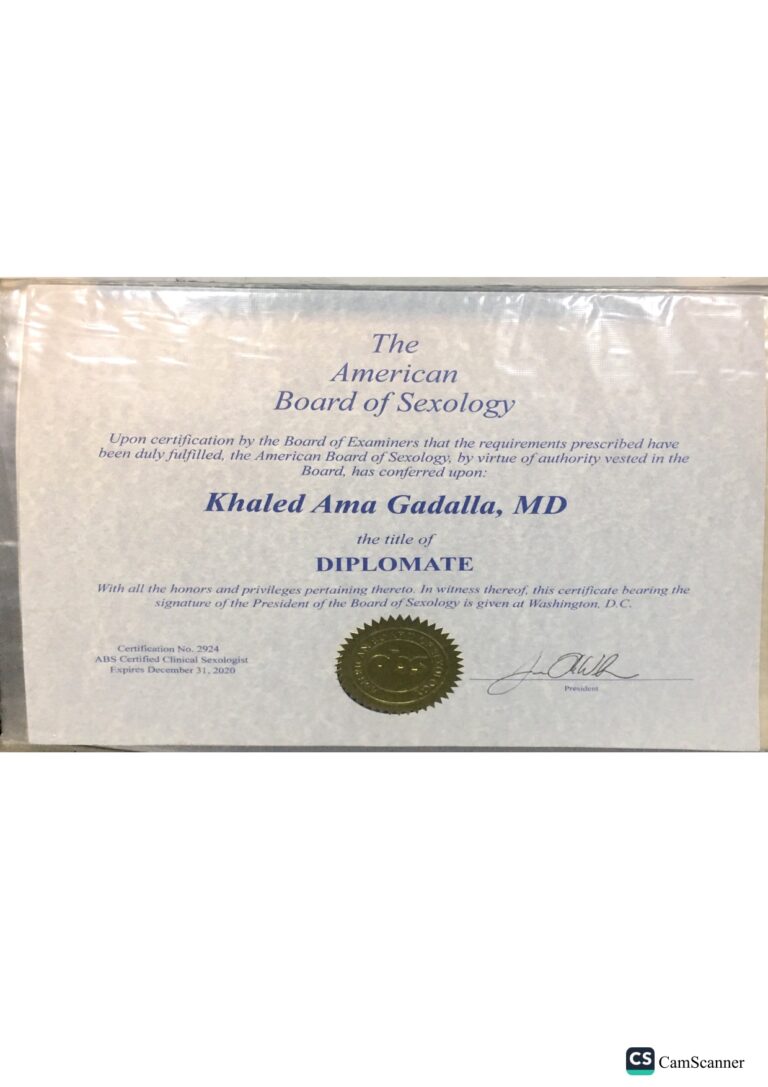 The
American
Board of Sexology
Upon certification by the Board of Examiners that the requirements prescribed have
been duly fulfilled, the American Board of Sexology, by virtue of authority vested in the
Board, has conferred upon:
Khaled Ama Gadalla, MD
the title of
DIPLOMATE
With all the honors and privileges pertaining thereto. In witness thereof, this certificate bearing the
signature of the President of the Board of Sexology is given at Washington, D.C.
Certification No. 2924
ABS Certified Clinical Sexologist
Expires December 31, 2020
abs
President
CS CamScanner